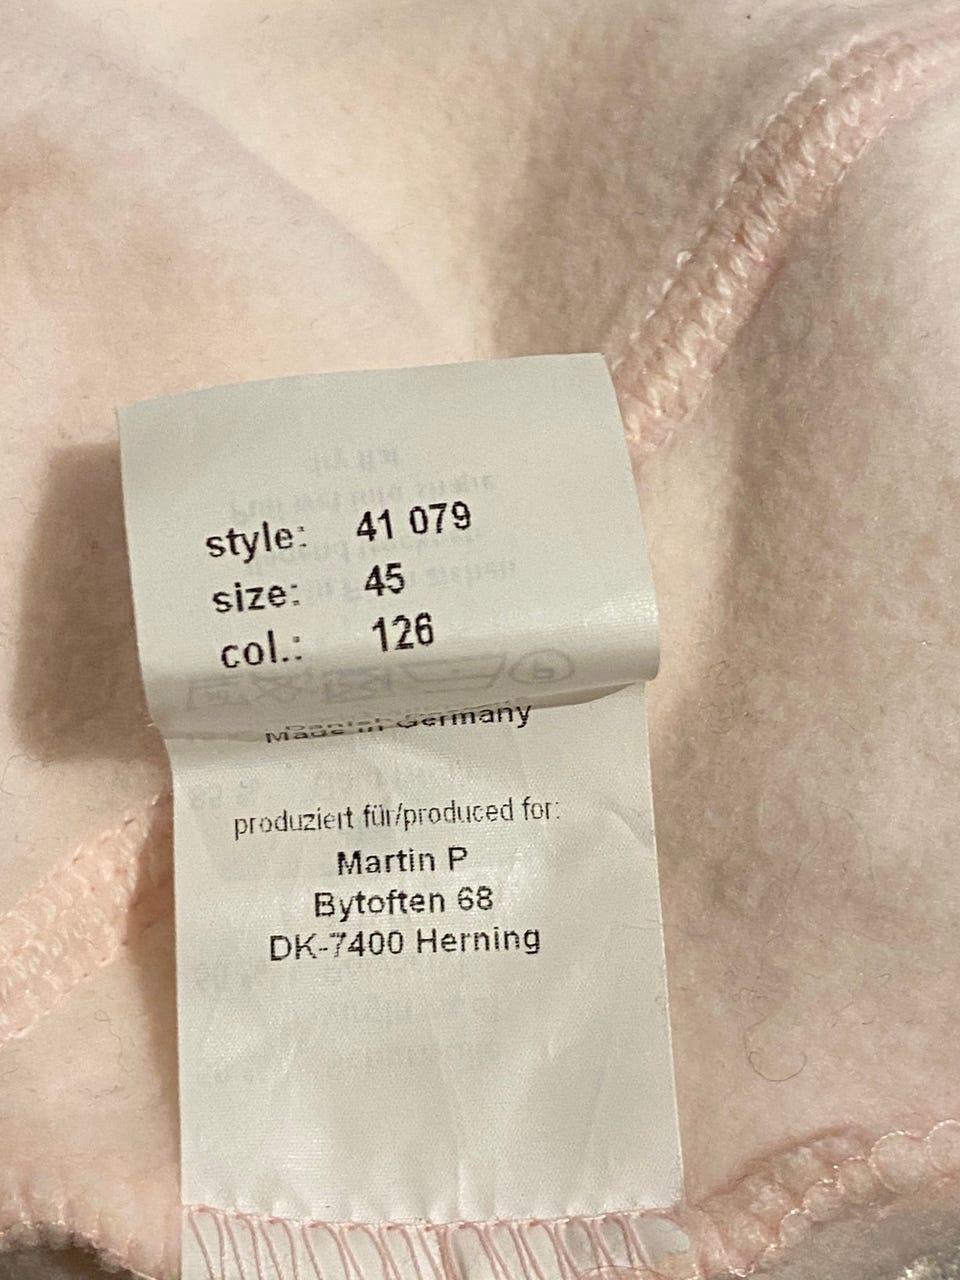 style: 41 079
size: 45
col.: 126
Made in Germany
produziert für/produced for:
Martin P
Bytoften 68
DK-7400 Herning